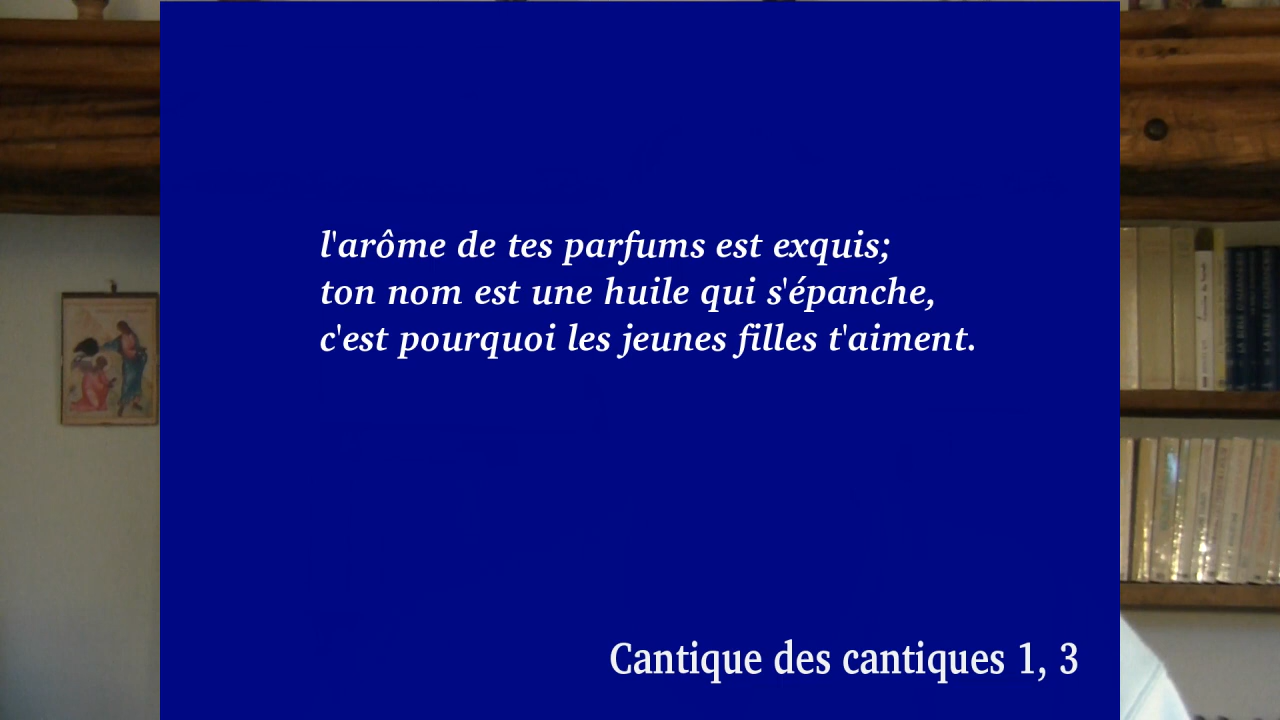 l'arôme de tes parfums est exquis;
ton nom est une huile qui s'épanche,
c'est pourquoi les jeunes filles t'aiment.
Cantique des cantiques 1, 3